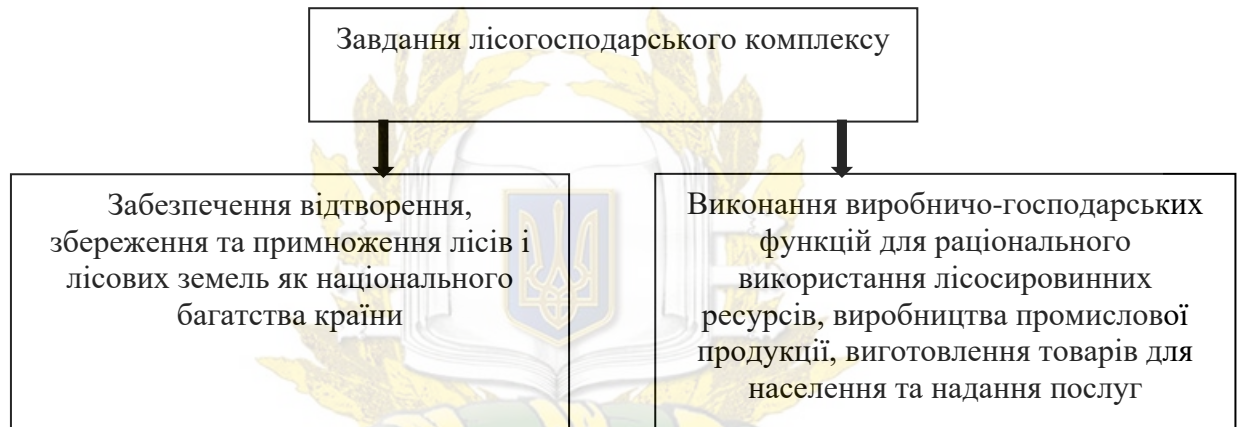 Завдання лісогосподарського комплексу
Забезпечення відтворення,
збереження та примноження лісів і
лісових земель як національного
багатства країни
Виконання виробничо-господарських
функцій для раціонального
використання лісосировинних
ресурсів, виробництва промислової
продукції, виготовлення товарів для
населення та надання послуг